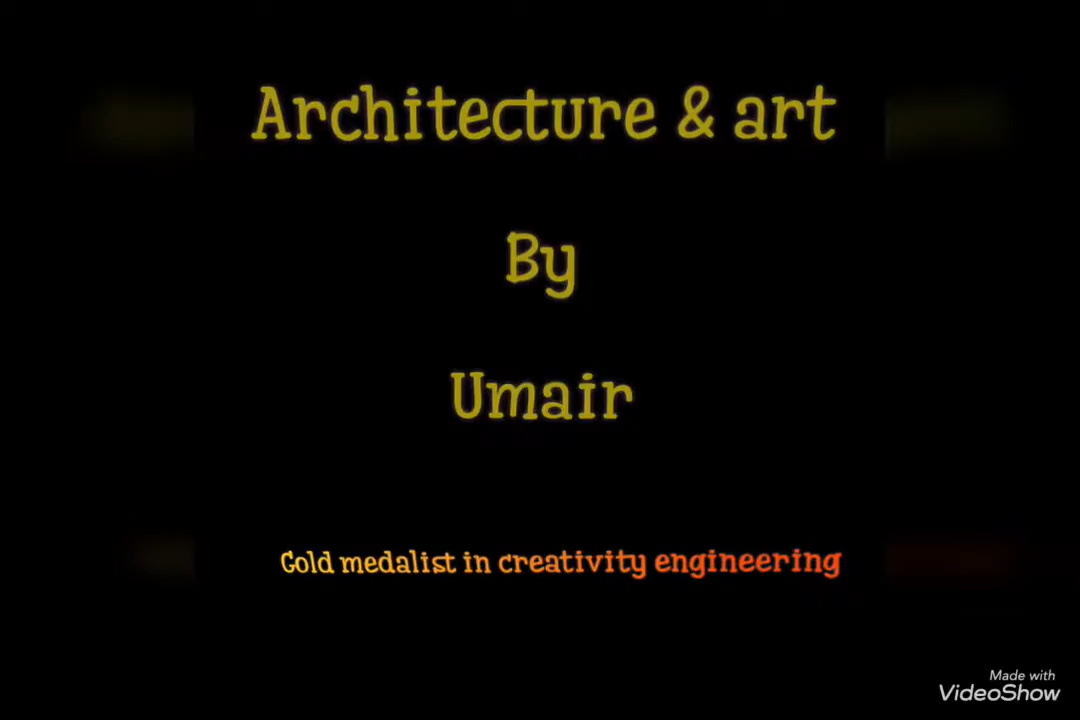 Architecture & art
By
Umair
Gold medalist in creativity engineering
Made with
VideoShow